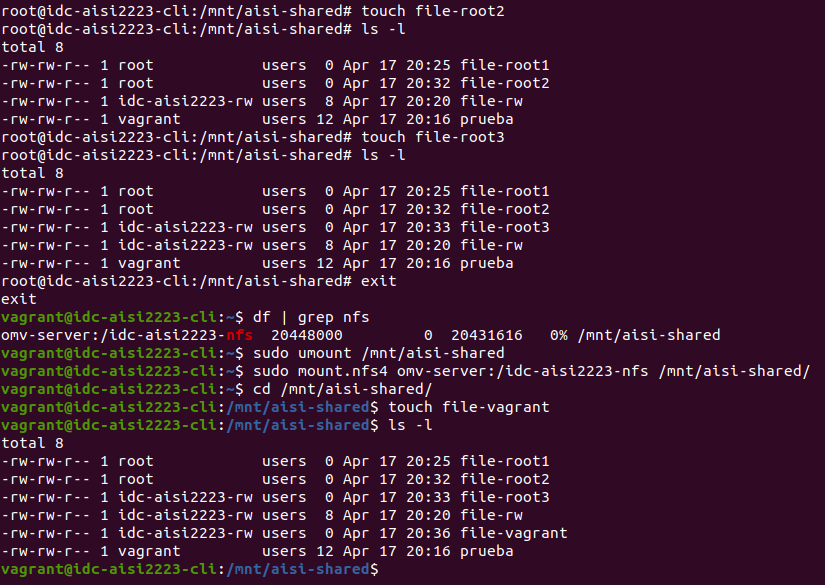 root@idc-aisi2223-cli:/mnt/aisi-shared# touch file-root2
root@idc-aisi2223-cli:/mnt/aisi-shared# ls -l
total 8
-rw-rw-r-- 1 root            users  0 Apr 17 20:25 file-root1
-rw-rw-r-- 1 root            users  0 Apr 17 20:32 file-root2
-rw-rw-r-- 1 idc-aisi2223-rw users  8 Apr 17 20:20 file-rw
-rw-rw-r-- 1 vagrant         users 12 Apr 17 20:16 prueba
root@idc-aisi2223-cli:/mnt/aisi-shared# touch file-root3
root@idc-aisi2223-cli:/mnt/aisi-shared# ls -l
total 8
-rw-rw-r-- 1 root            users  0 Apr 17 20:25 file-root1
-rw-rw-r-- 1 root            users  0 Apr 17 20:32 file-root2
-rw-rw-r-- 1 idc-aisi2223-rw users  0 Apr 17 20:33 file-root3
-rw-rw-r-- 1 idc-aisi2223-rw users  8 Apr 17 20:20 file-rw
-rw-rw-r-- 1 vagrant         users 12 Apr 17 20:16 prueba
root@idc-aisi2223-cli:/mnt/aisi-shared# exit
exit
vagrant@idc-aisi2223-cli:~$ df | grep nfs
omv-server:/idc-aisi2223-nfs  20448000         0  20431616   0% /mnt/aisi-shared
vagrant@idc-aisi2223-cli:~$ sudo umount /mnt/aisi-shared
vagrant@idc-aisi2223-cli:~$ sudo mount.nfs4 omv-server:/idc-aisi2223-nfs /mnt/aisi-shared/
vagrant@idc-aisi2223-cli:~$ cd /mnt/aisi-shared/
vagrant@idc-aisi2223-cli:/mnt/aisi-shared$ touch file-vagrant
vagrant@idc-aisi2223-cli:/mnt/aisi-shared$ ls -l
total 8
-rw-rw-r-- 1 root            users  0 Apr 17 20:25 file-root1
-rw-rw-r-- 1 root            users  0 Apr 17 20:32 file-root2
-rw-rw-r-- 1 idc-aisi2223-rw users  0 Apr 17 20:33 file-root3
-rw-rw-r-- 1 idc-aisi2223-rw users  8 Apr 17 20:20 file-rw
-rw-rw-r-- 1 idc-aisi2223-rw users  0 Apr 17 20:36 file-vagrant
-rw-rw-r-- 1 vagrant         users 12 Apr 17 20:16 prueba
vagrant@idc-aisi2223-cli:/mnt/aisi-shared$